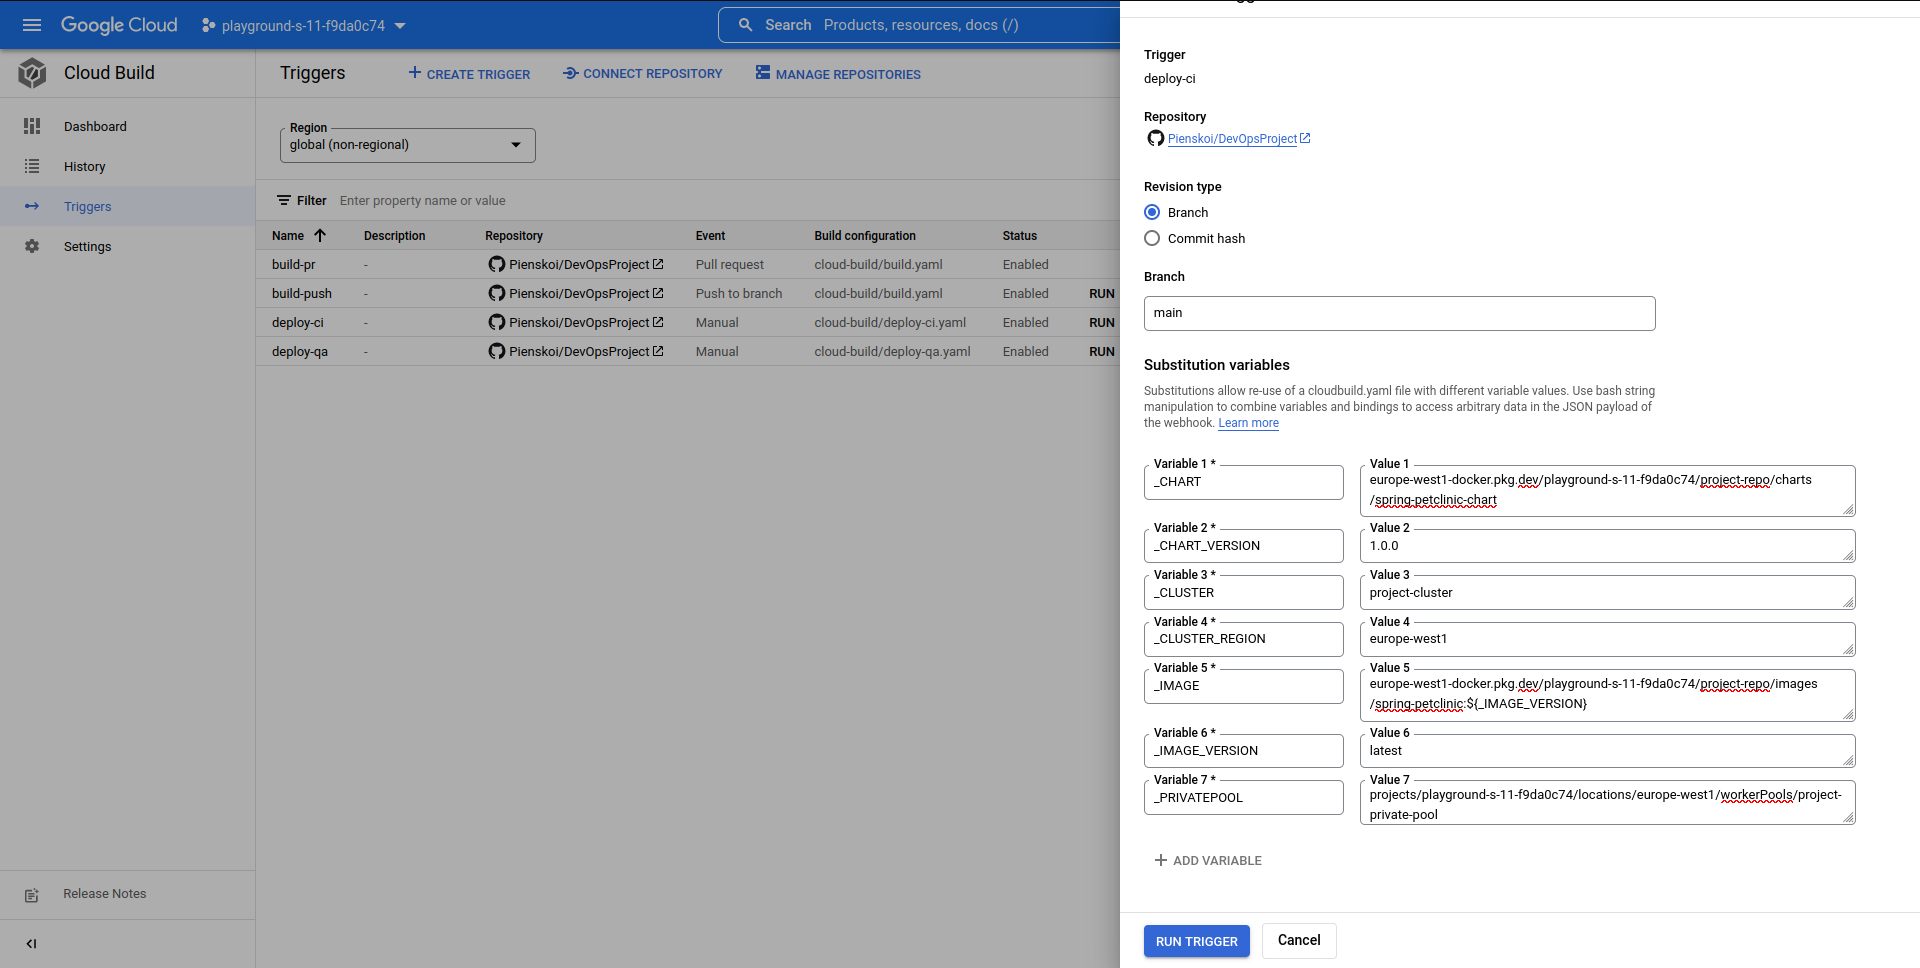 Google Cloud
playground-s-11-f9da0c74
Search Products, resources, docs (/)
Cloud Build
Dashboard
History
Triggers
Settings
Release Notes
Triggers
CREATE TRIGGER
CONNECT REPOSITORY
MANAGE REPOSITORIES
Region
global (non-regional)
Filter Enter property name or value
Name Description Repository Event Build configuration Status
build-pr - Pienskoi/DevOpsProject Pull request cloud-build/build.yaml Enabled
build-push - Pienskoi/DevOpsProject Push to branch cloud-build/build.yaml Enabled RUN
deploy-ci - Pienskoi/DevOpsProject Manual cloud-build/deploy-ci.yaml Enabled RUN
deploy-qa - Pienskoi/DevOpsProject Manual cloud-build/deploy-qa.yaml Enabled RUN
Trigger
deploy-ci
Repository
Pienskoi/DevOpsProject
Revision type
Branch
Commit hash
Branch
main
Substitution variables
Substitutions allow re-use of a cloudbuild.yaml file with different variable values. Use bash string
manipulation to combine variables and bindings to access arbitrary data in the JSON payload of
the webhook. Learn more
Variable 1 *
_CHART
Value 1
europe-west1-docker.pkg.dev/playground-s-11-f9da0c74/project-repo/charts
/spring-petclinic-chart
Variable 2 *
_CHART_VERSION
Value 2
1.0.0
Variable 3 *
_CLUSTER
Value 3
project-cluster
Variable 4 *
_CLUSTER_REGION
Value 4
europe-west1
Variable 5 *
_IMAGE
Value 5
europe-west1-docker.pkg.dev/playground-s-11-f9da0c74/project-repo/images
/spring-petclinic:${_IMAGE_VERSION}
Variable 6 *
_IMAGE_VERSION
Value 6
latest
Variable 7 *
_PRIVATEPOOL
Value 7
projects/playground-s-11-f9da0c74/locations/europe-west1/workerPools/project-
private-pool
ADD VARIABLE
RUN TRIGGER
Cancel